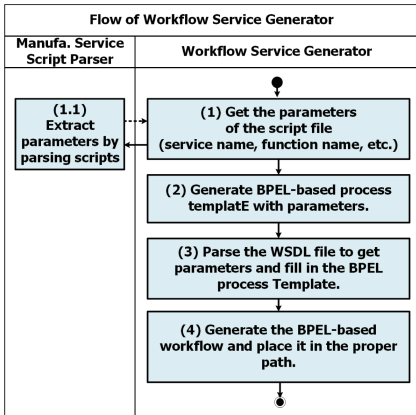 Flow of Workflow Service Generator
Manufa. Service
Script Parser
Workflow Service Generator
(1.1)
Extract
parameters by
parsing scripts
(1) Get the parameters
of the script file
(service name, function name, etc.)
(2) Generate BPEL-based process
templatE with parameters.
(3) Parse the WSDL file to get
parameters and fill in the BPEL
process Template.
(4) Generate the BPEL-based
workflow and place it in the proper
path.